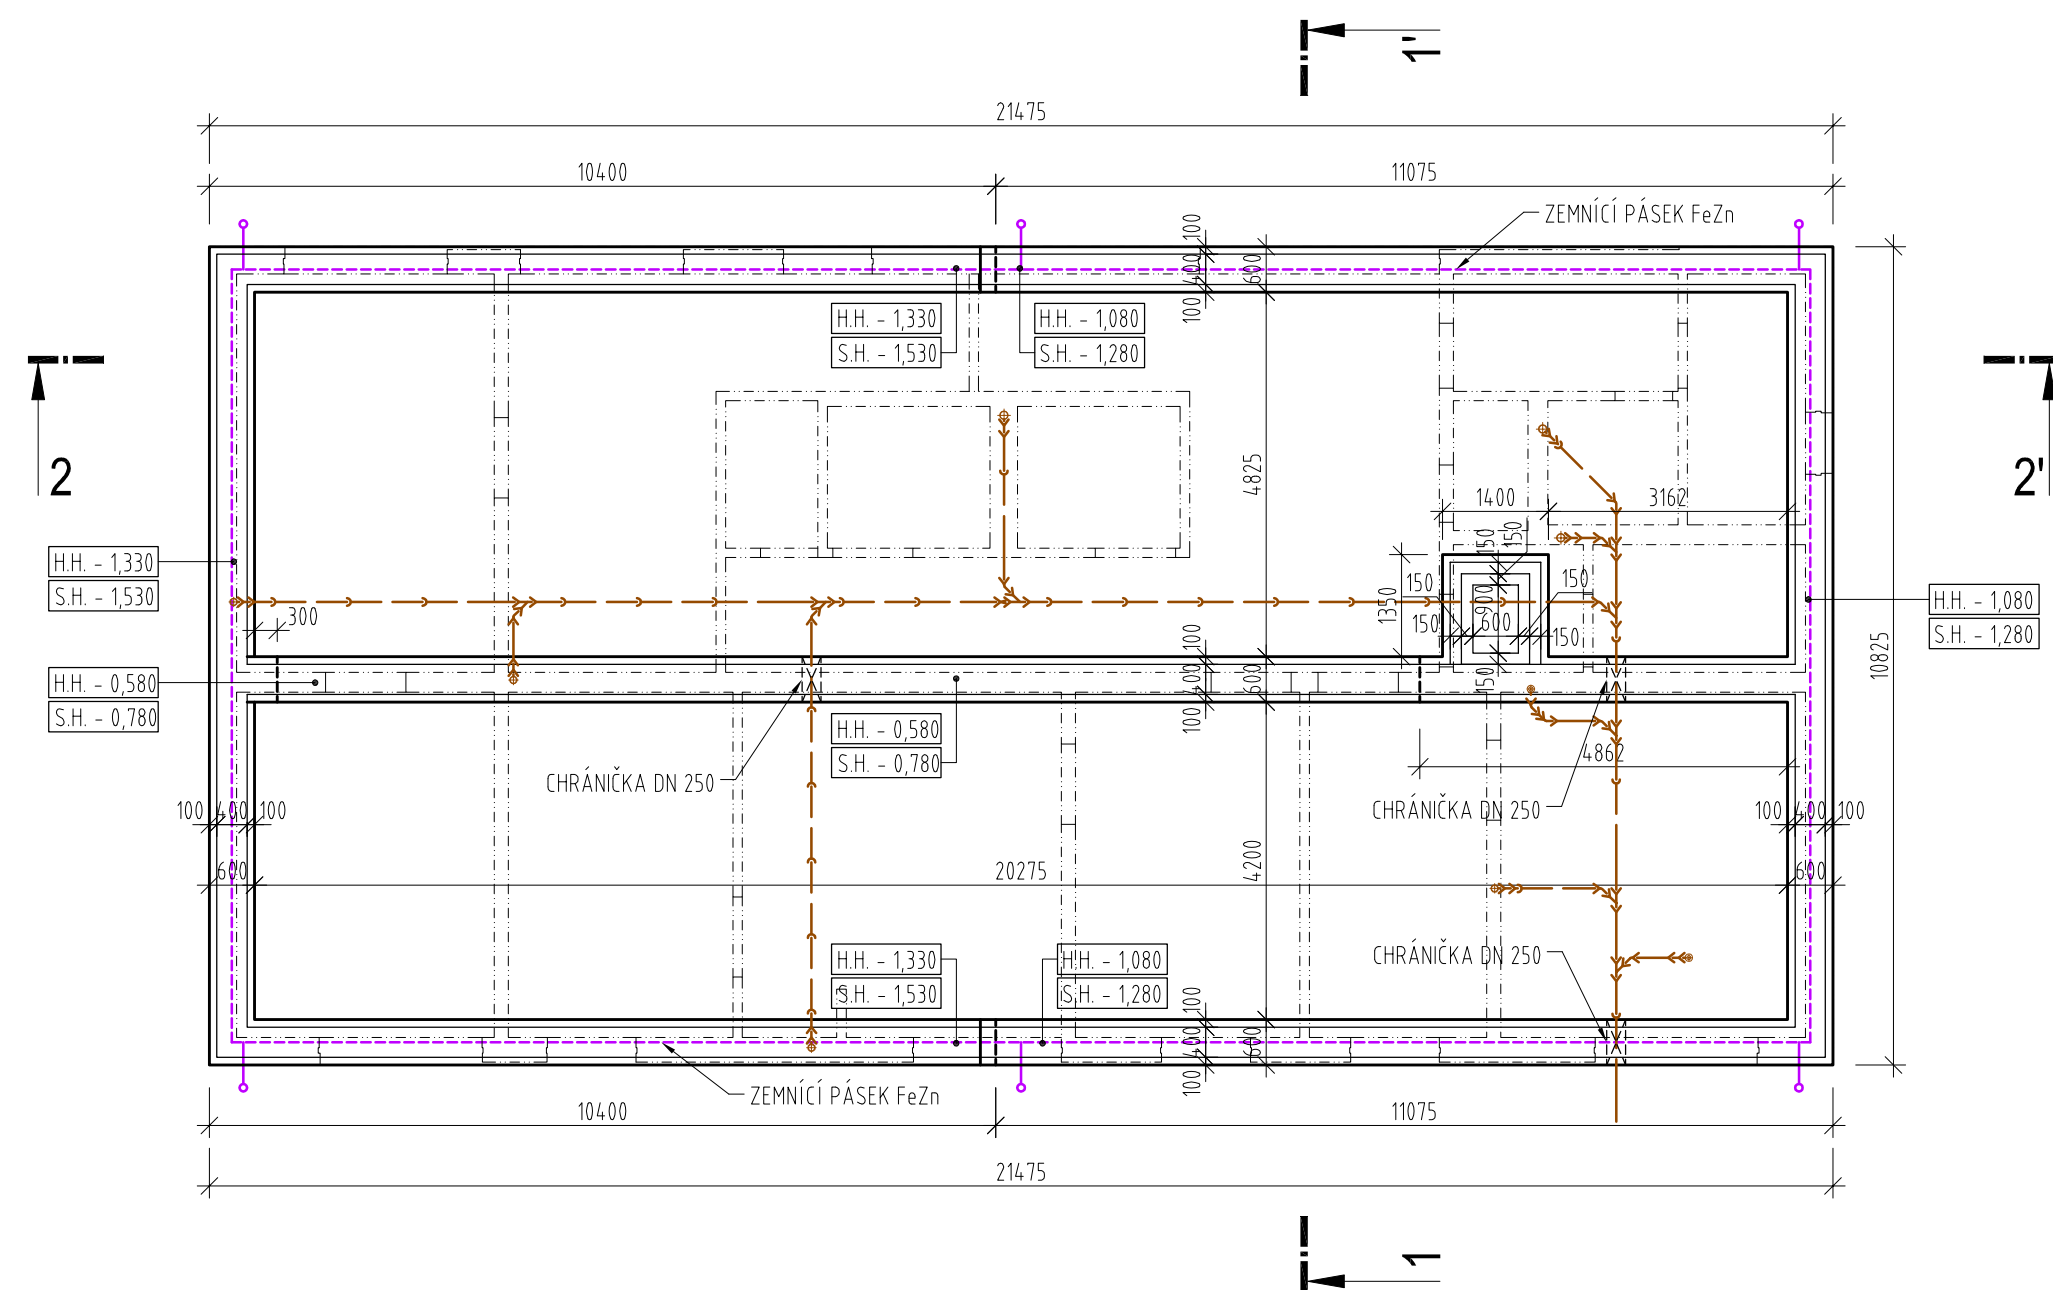 1'
21475
10400
11075
ZEMNÍCÍ PÁSEK FeZn
100
400
100
600
H.H. - 1,330
S.H. - 1,530
H.H. - 1,080
S.H. - 1,280
2
2'
4825
1400
3162
150
150
1350
150
150
900
600
150
150
150
H.H. - 1,330
S.H. - 1,530
300
H.H. - 1,080
S.H. - 1,280
10825
H.H. - 0,580
S.H. - 0,780
100
400
100
600
H.H. - 0,580
S.H. - 0,780
4862
CHRÁNIČKA DN 250
CHRÁNIČKA DN 250
100
400
100
100
400
100
600
20275
4200
600
H.H. - 1,330
S.H. - 1,530
H.H. - 1,080
S.H. - 1,280
CHRÁNIČKA DN 250
100
400
100
600
ZEMNÍCÍ PÁSEK FeZn
10400
11075
21475
1